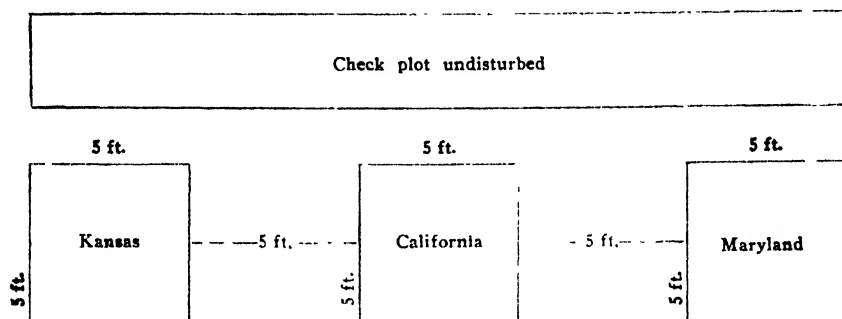 Check plot undisturbed
5 ft. 5 ft. 5 ft.
Kansas 5 ft. California 5 ft. Maryland
5 ft. 5 ft. 5 ft.